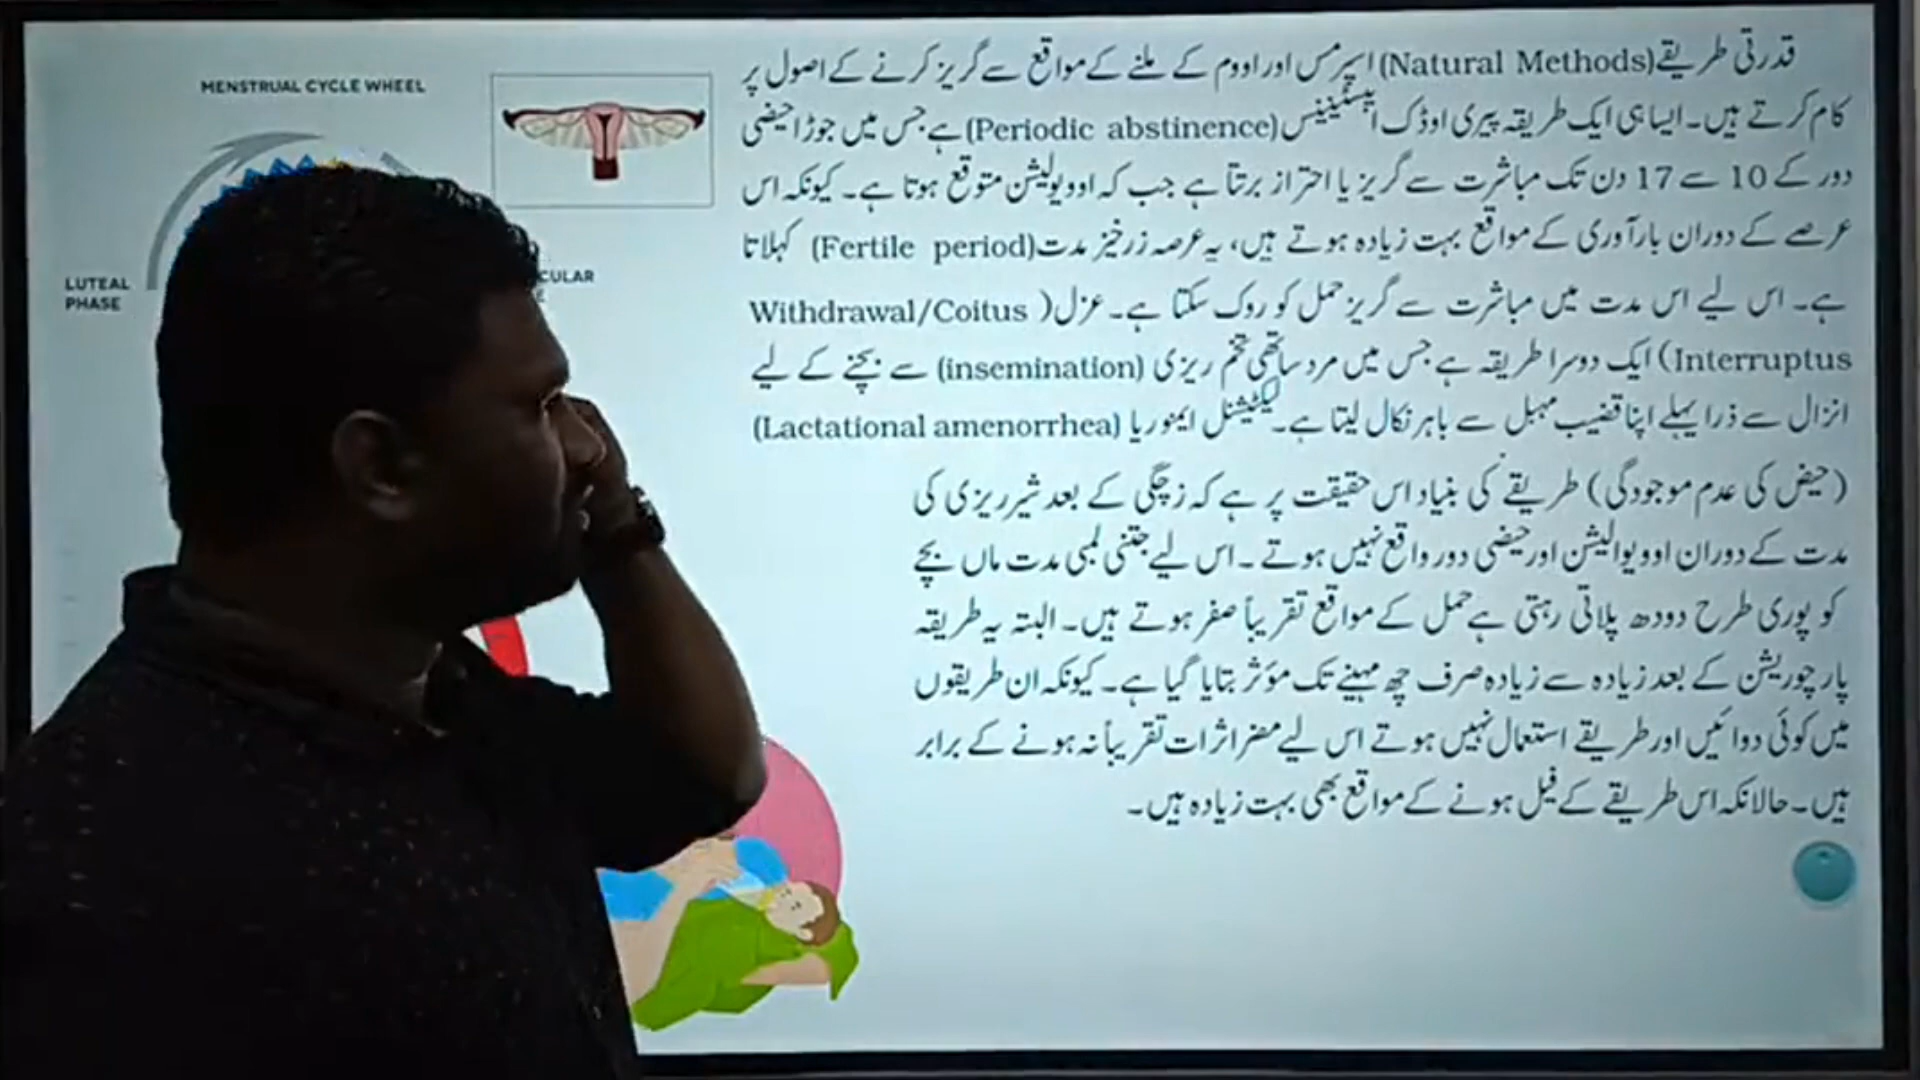 MENSTRUAL CYCLE WHEEL
LUTEAL
PHASE
CULAR
قدرتی طریقے(Natural Methods) اسپرمس اور اووم کے ملنے کے مواقع سے گریز کرنے کے اصول پر
کام کرتے ہیں۔ ایسا ہی ایک طریقہ پیری اوڈک ابسٹیننس(Periodic abstinence) ہے جس میں جوڑا حیضی
دور کے 10 سے 17 دن تک مباشرت سے گریز یا احتراز برتتا ہے جب کہ اوویولیشن متوقع ہوتا ہے۔ کیونکہ اس
عرصے کے دوران بارآوری کے مواقع بہت زیادہ ہوتے ہیں، یہ عرصہ زرخیز مدت(Fertile period) کہلاتا
ہے۔ اس لیے اس مدت میں مباشرت سے گریز حمل کو روک سکتا ہے۔ عزل( Withdrawal/Coitus
Interruptus) ایک دوسرا طریقہ ہے جس میں مرد ساتھی تخم ریزی (insemination) سے بچنے کے لیے
انزال سے ذرا پہلے اپنا قضیب مہبل سے باہر نکال لیتا ہے۔ لیکٹیشنل ایمنوریا (Lactational amenorrhea)
(حیض کی عدم موجودگی) طریقے کی بنیاد اس حقیقت پر ہے کہ زچگی کے بعد شیر ریزی کی
مدت کے دوران اوویوالیشن اور حیضی دور واقع نہیں ہوتے۔ اس لیے جتنی لمبی مدت ماں بچے
کو پوری طرح دودھ پلاتی رہتی ہے حمل کے مواقع تقریباً صفر ہوتے ہیں۔ البتہ یہ طریقہ
پارچوریشن کے بعد زیادہ سے زیادہ صرف چھ مہینے تک مؤثر بتایا گیا ہے۔ کیونکہ ان طریقوں
میں کوئی دوائیں اور طریقے استعمال نہیں ہوتے اس لیے مضر اثرات تقریباً نہ ہونے کے برابر
ہیں۔ حالانکہ اس طریقے کے فیل ہونے کے مواقع بھی بہت زیادہ ہیں۔